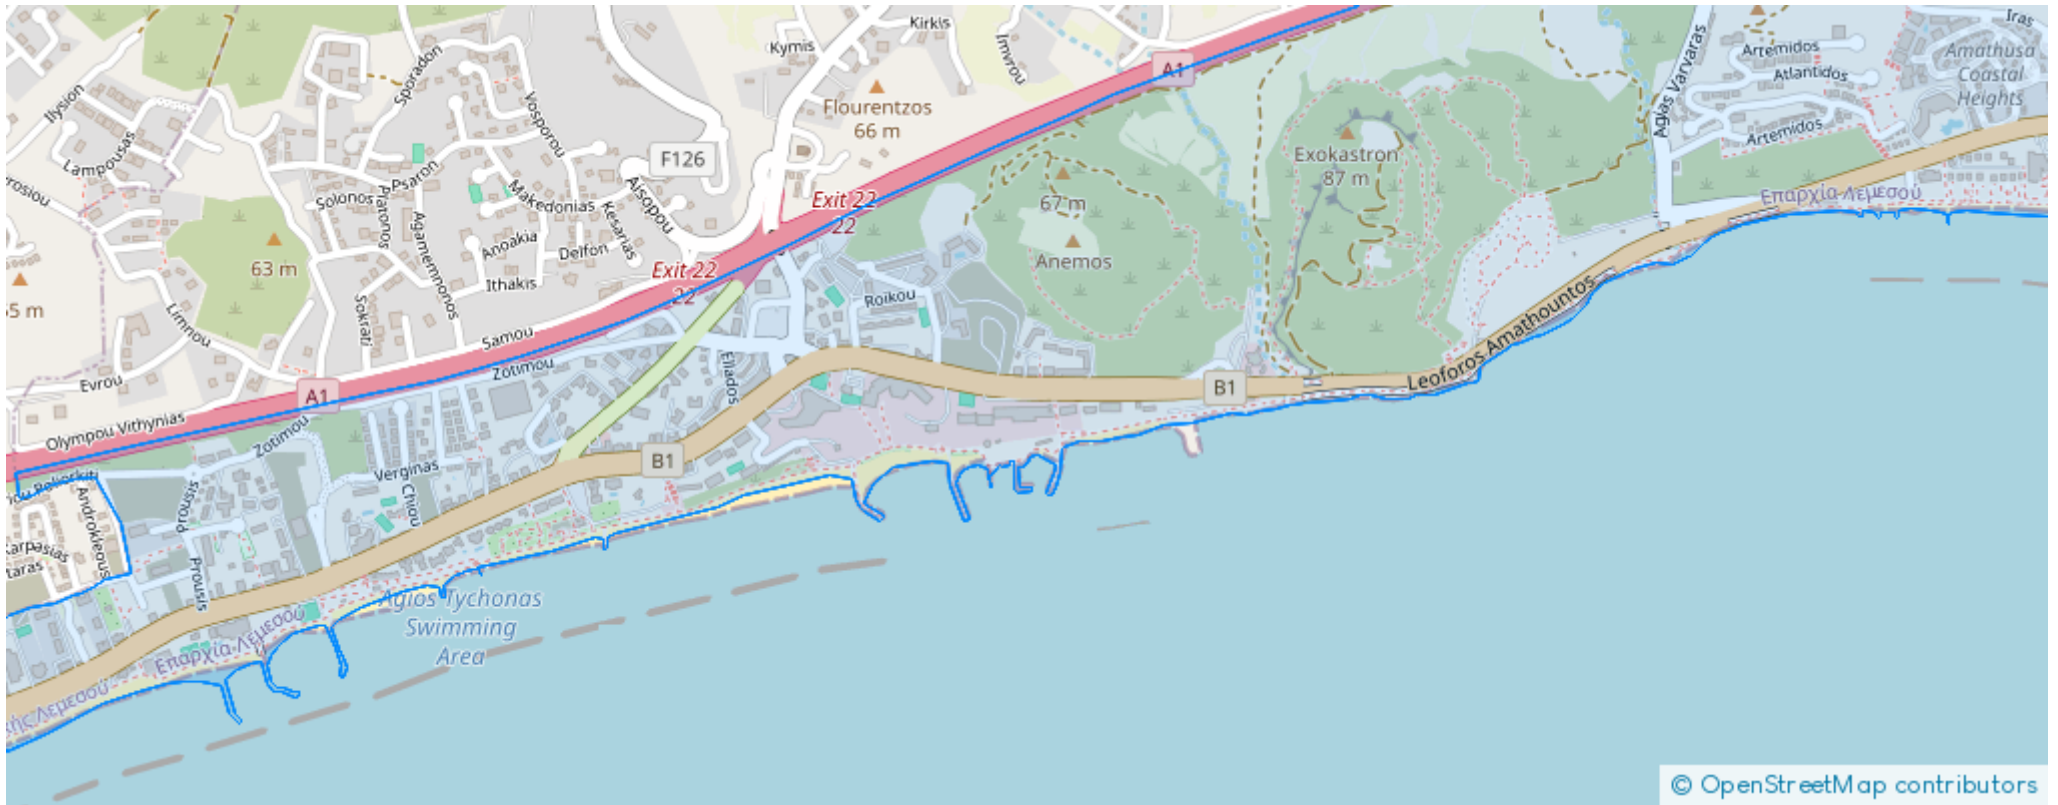 Kirkis
Kymis
Imvrou
A1
Iras
Artemidos
Amathusa
Coastal
Heights
Atlantidos
Artemidos
Agias Varvaras
Ilysion
Sporadon
Vosporou
Flourentzos
66 m
F126
Lampousas
Exokastron
87 m
Psaron
Solonos
Platonos
Makedonias
Aisopou
Kesarias
Agamemnonos
Exit 22
22
67 m
Επαρχία Λεμεσού
Anoakia
Delfon
Anemos
63 m
Exit 22
22
Ithakis
Roikou
Sokrati
Limnou
Samou
Leoforos Amathountos
Zotimou
Eliados
Evrou
A1
B1
Olympou Vithynias
Zotimou
B1
Verginas
Chiou
Prousis
Androkleous
Karpasias
Prousis
Agios Tychonas
Swimming
Area
Επαρχία Λεμεσού
Λεμεσού
© OpenStreetMap contributors